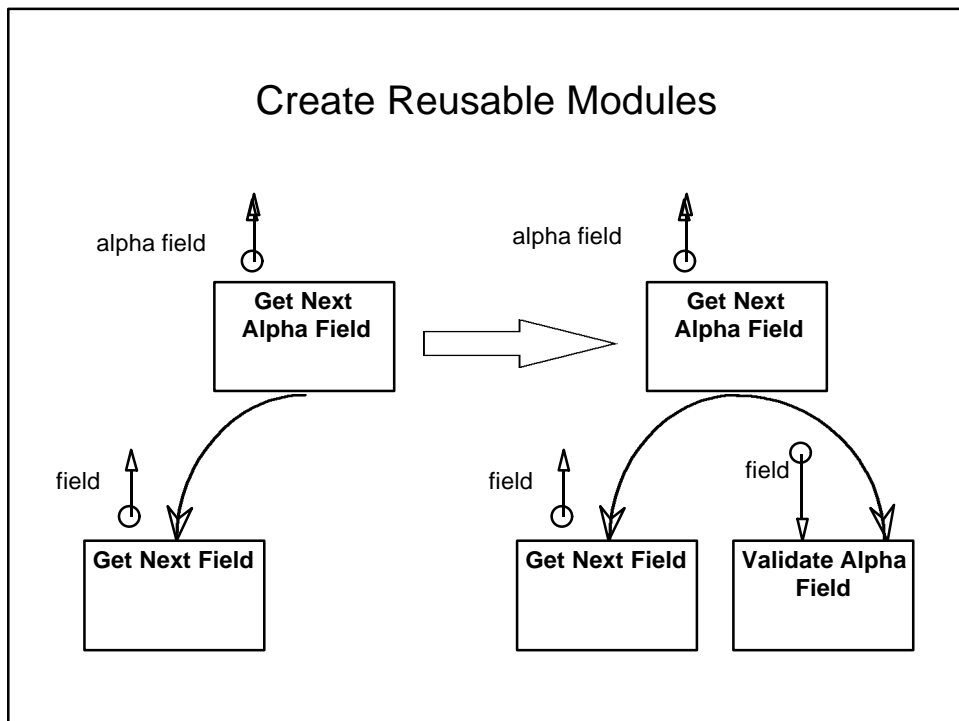 Create Reusable Modules
alpha field
Get Next
Alpha Field
field
Get Next Field
alpha field
Get Next
Alpha Field
field
Get Next Field
field
Validate Alpha
Field